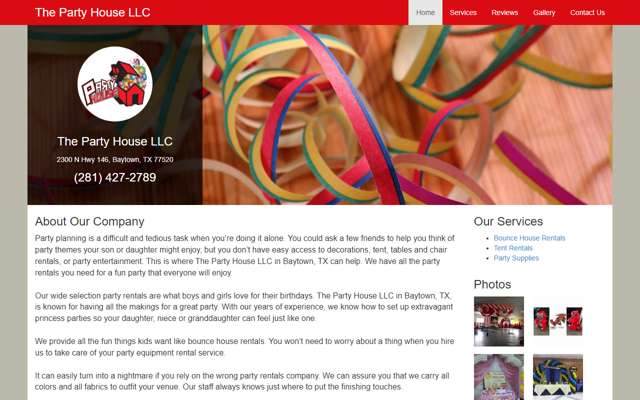 The Party House LLC
Home
Services
Reviews
Gallery
Contact Us
PARTY HOUSE
The Party House LLC
2300 N Hwy 146, Baytown, TX 77520
(281) 427-2789
About Our Company
Party planning is a difficult and tedious task when you're doing it alone. You could ask a few friends to help you think of
party themes your son or daughter might enjoy, but you don't have easy access to decorations, tent, tables and chair
rentals, or party entertainment. This is where The Party House LLC in Baytown, TX can help. We have all the party
rentals you need for a fun party that everyone will enjoy.
Our wide selection party rentals are what boys and girls love for their birthdays. The Party House LLC in Baytown, TX,
is known for having all the makings for a great party. With our years of experience, we know how to set up extravagant
princess parties so your daughter, niece or granddaughter can feel just like one.
We provide all the fun things kids want like bounce house rentals. You won't need to worry about a thing when you hire
us to take care of your party equipment rental service.
It can easily turn into a nightmare if you rely on the wrong party rentals company. We can assure you that we carry all
colors and all fabrics to outfit your venue. Our staff always knows just where to put the finishing touches.
Our Services
Bounce House Rentals
Tent Rentals
Party Supplies
Photos